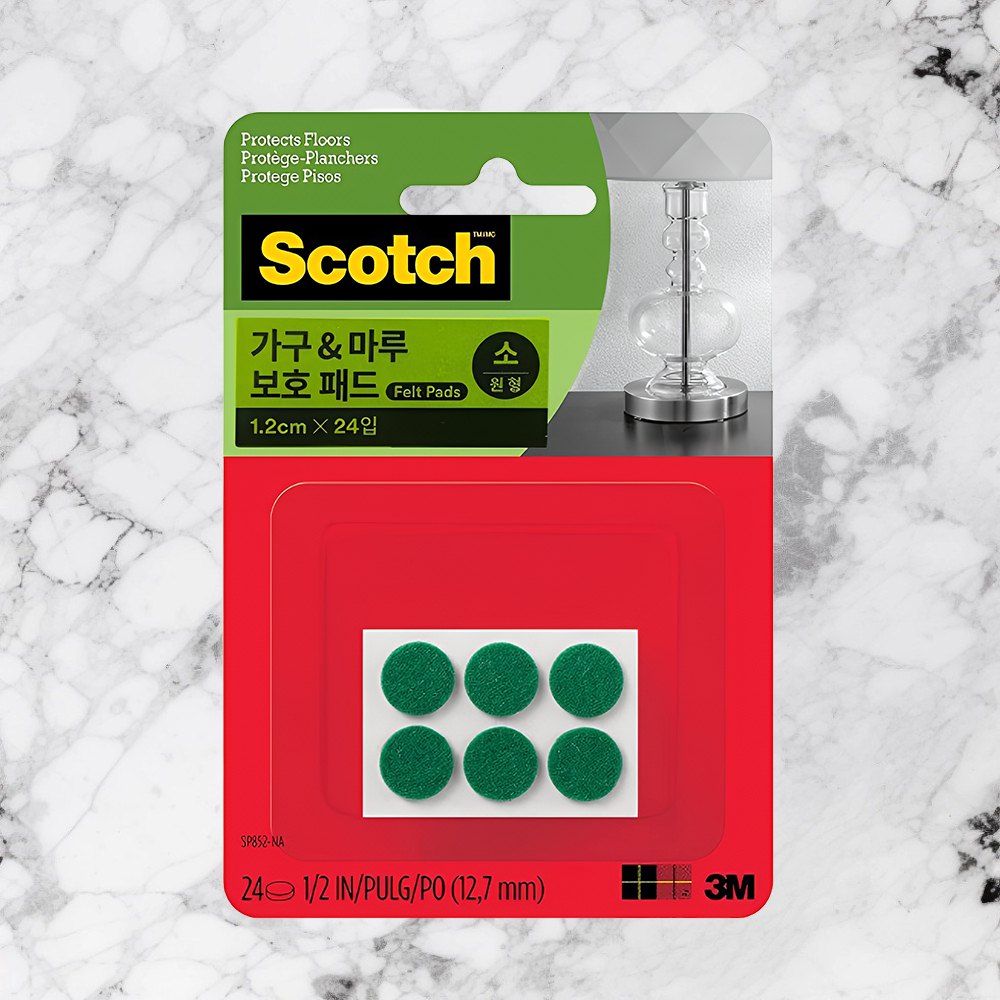 Protects Floors
Protège-Planchers
Protege Pisos
Scotch
가구 & 마루
보호 패드 Felt Pads
소
원형
1.2cm × 24입
SP852-NA
24 1/2 IN/PULG/PO (12,7 mm)
3M